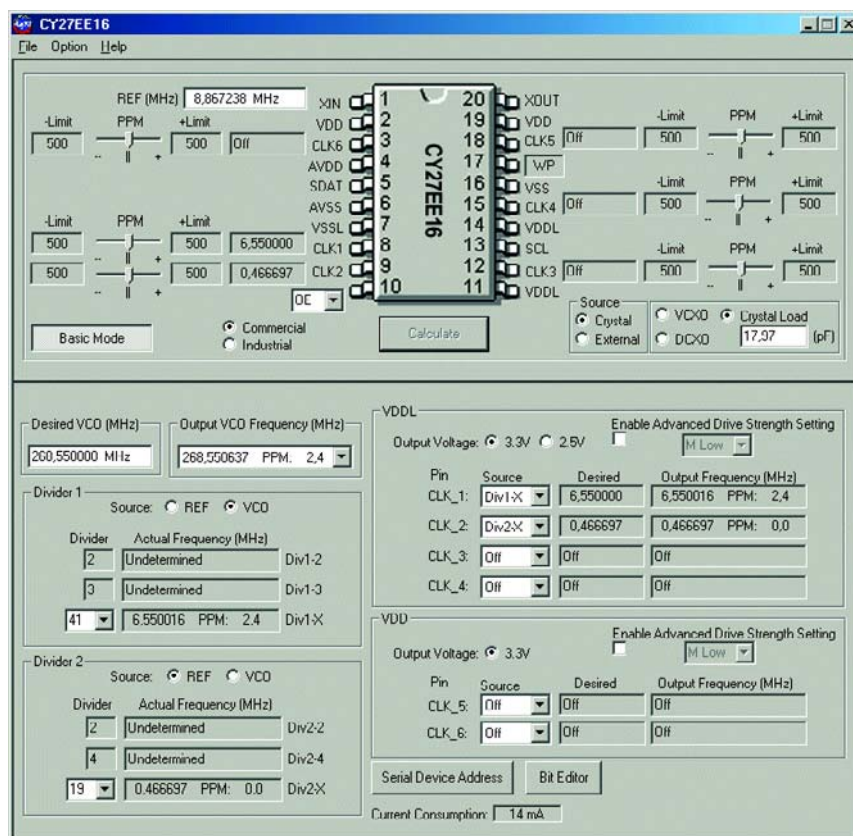 CY27EE16
File Option Help
REF (MHz) 8,867238 MHz
-Limit PPM +Limit
500 500 Off
-- || +
-Limit PPM +Limit
500 500 6,550000
500 500 0,466697
-- || +
OE
XIN 1 20 XOUT
VDD 2 19 VDD
CLK6 3 18 CLK5 Off
AVDD 4 17 WP
SDAT 5 16 VSS
AVSS 6 15 CLK4 Off
VSSL 7 14 VDDL
CLK1 8 13 SCL
CLK2 9 12 CLK3 Off
10 11 VDDL
CY27EE16
-Limit PPM +Limit
500 500
-- || +
-Limit PPM +Limit
500 500
-- || +
-Limit PPM +Limit
500 500
-- || +
Basic Mode
Commercial
Industrial
Calculate
Source
Crystal
External
VCXO
DCXO
Crystal Load
17,97 (pF)
Desired VCO (MHz)
260,550000 MHz
Output VCO Frequency (MHz)
268,550637 PPM: 2,4
Divider 1
Source: REF VCO
Divider Actual Frequency (MHz)
2 Undetermined Div1-2
3 Undetermined Div1-3
41 6.550016 PPM: 2.4 Div1-X
Divider 2
Source: REF VCO
Divider Actual Frequency (MHz)
2 Undetermined Div2-2
4 Undetermined Div2-4
19 0.466697 PPM: 0.0 Div2-X
VDDL
Enable Advanced Drive Strength Setting
Output Voltage: 3.3V 2.5V M Low
Pin Source Desired Output Frequency (MHz)
CLK_1: Div1-X 6,550000 6,550016 PPM: 2,4
CLK_2: Div2-X 0,466697 0,466697 PPM: 0,0
CLK_3: Off Off Off
CLK_4: Off Off Off
VDD
Enable Advanced Drive Strength Setting
Output Voltage: 3.3V M Low
Pin Source Desired Output Frequency (MHz)
CLK_5: Off Off Off
CLK_6: Off Off Off
Serial Device Address Bit Editor
Current Consumption: 14 mA